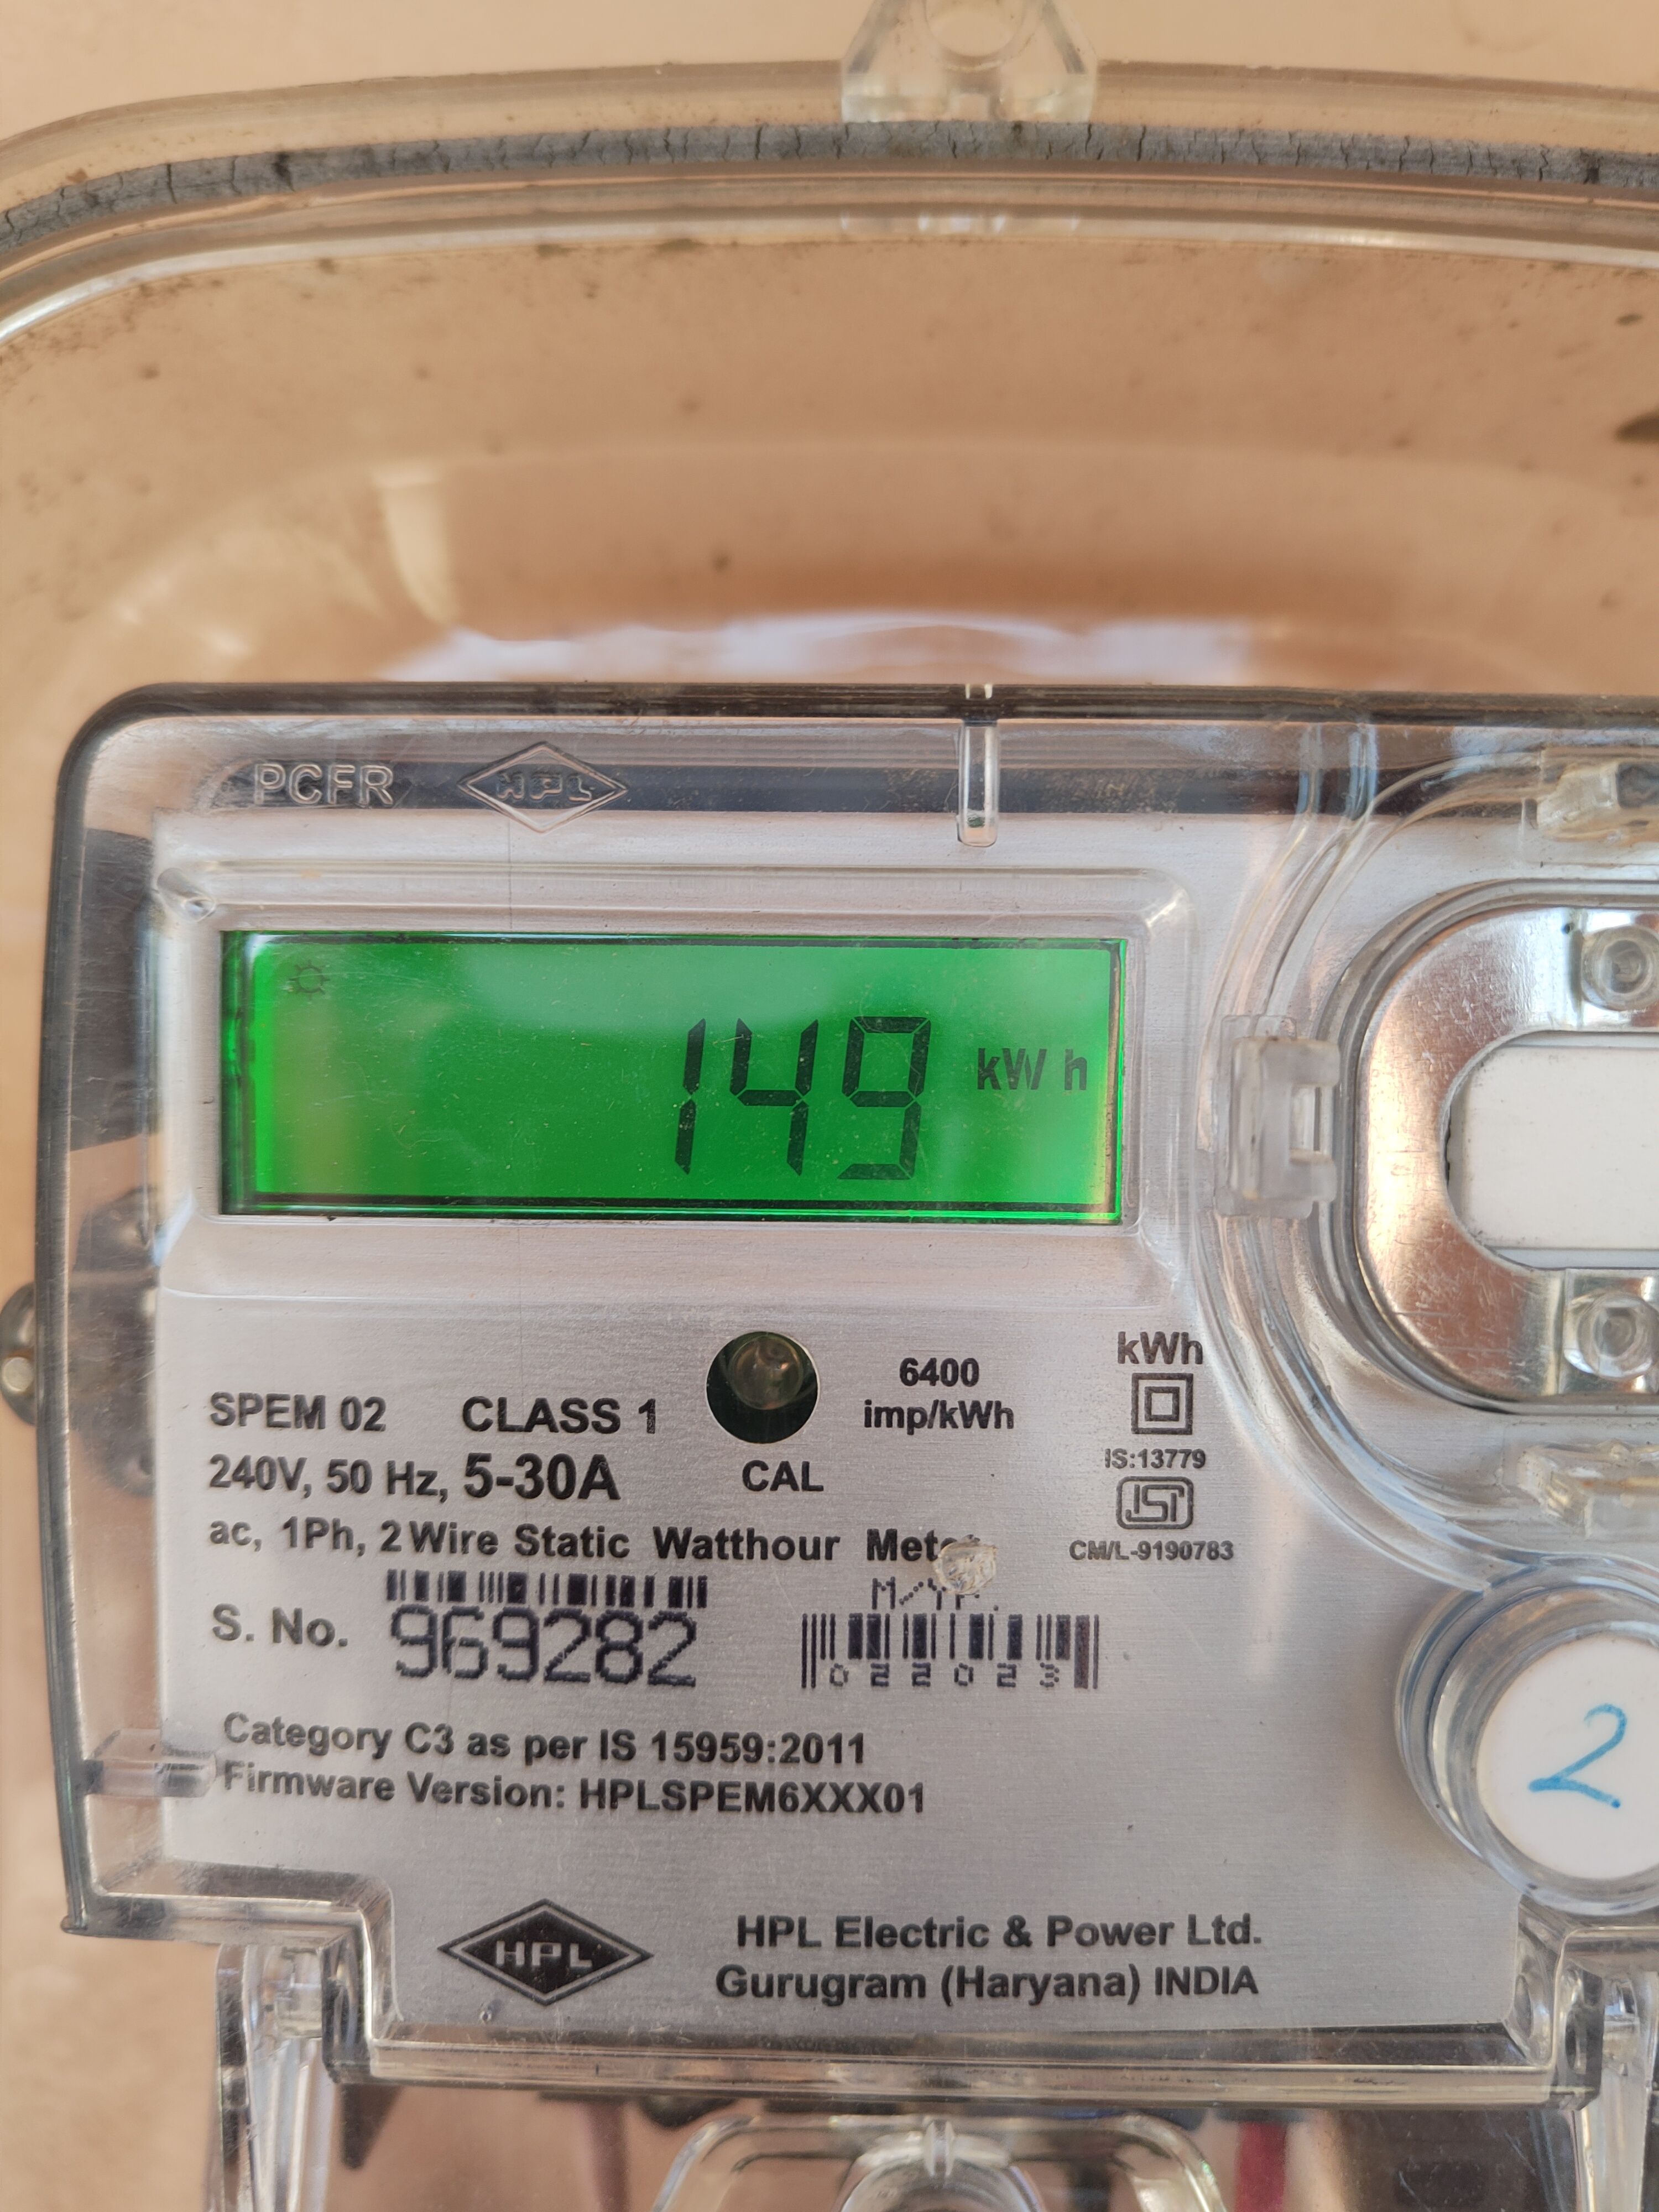 PCFR HPL
149 kWh
SPEM 02 CLASS 1
6400
imp/kWh
kWh
240V, 50 Hz, 5-30A CAL
IS:13779
ISI
ac, 1Ph, 2 Wire Static Watthour
CM/L-9190783
S. No. 969282
022023
Category C3 as per IS 15959:2011
Firmware Version: HPLSPEM6XXX01
2
HPL
HPL Electric & Power Ltd.
Gurugram (Haryana) INDIA